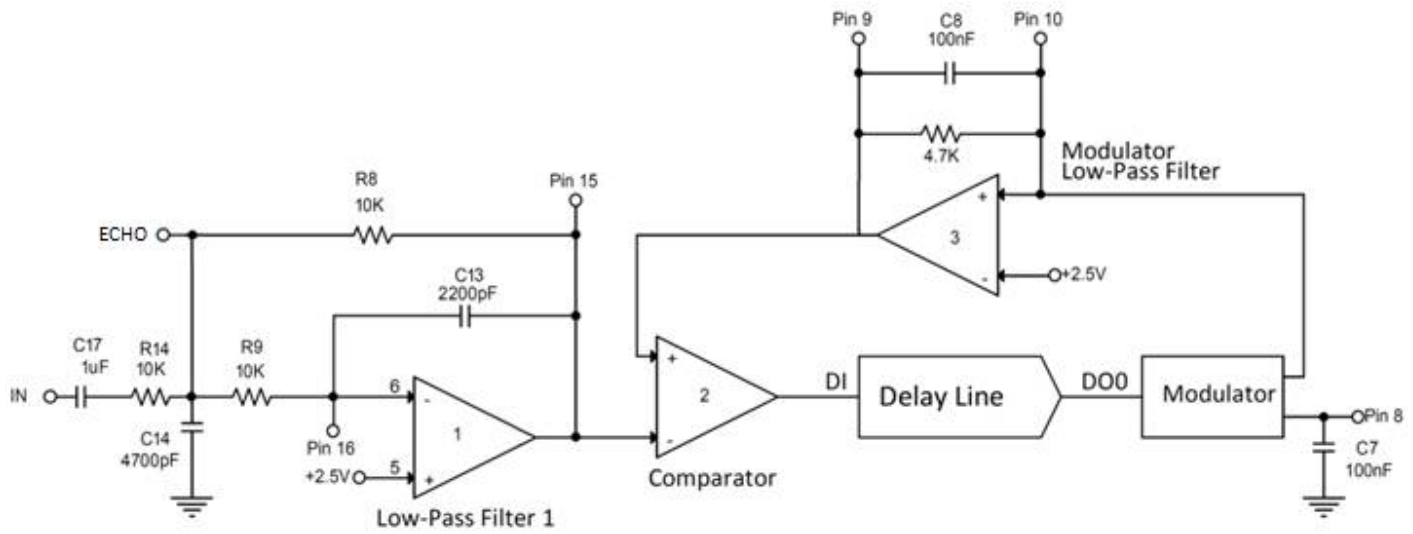 Pin 9
C8
100nF
Pin 10
4.7K
Modulator
Low-Pass Filter
+
3
-
+2.5V
R8
10K
Pin 15
ECHO
C13
2200pF
C17
1uF
R14
10K
R9
10K
IN
C14
4700pF
Pin 16
6
-
1
+2.5V
5
+
Low-Pass Filter 1
+
2
-
Comparator
DI
Delay Line
DO0
Modulator
Pin 8
C7
100nF